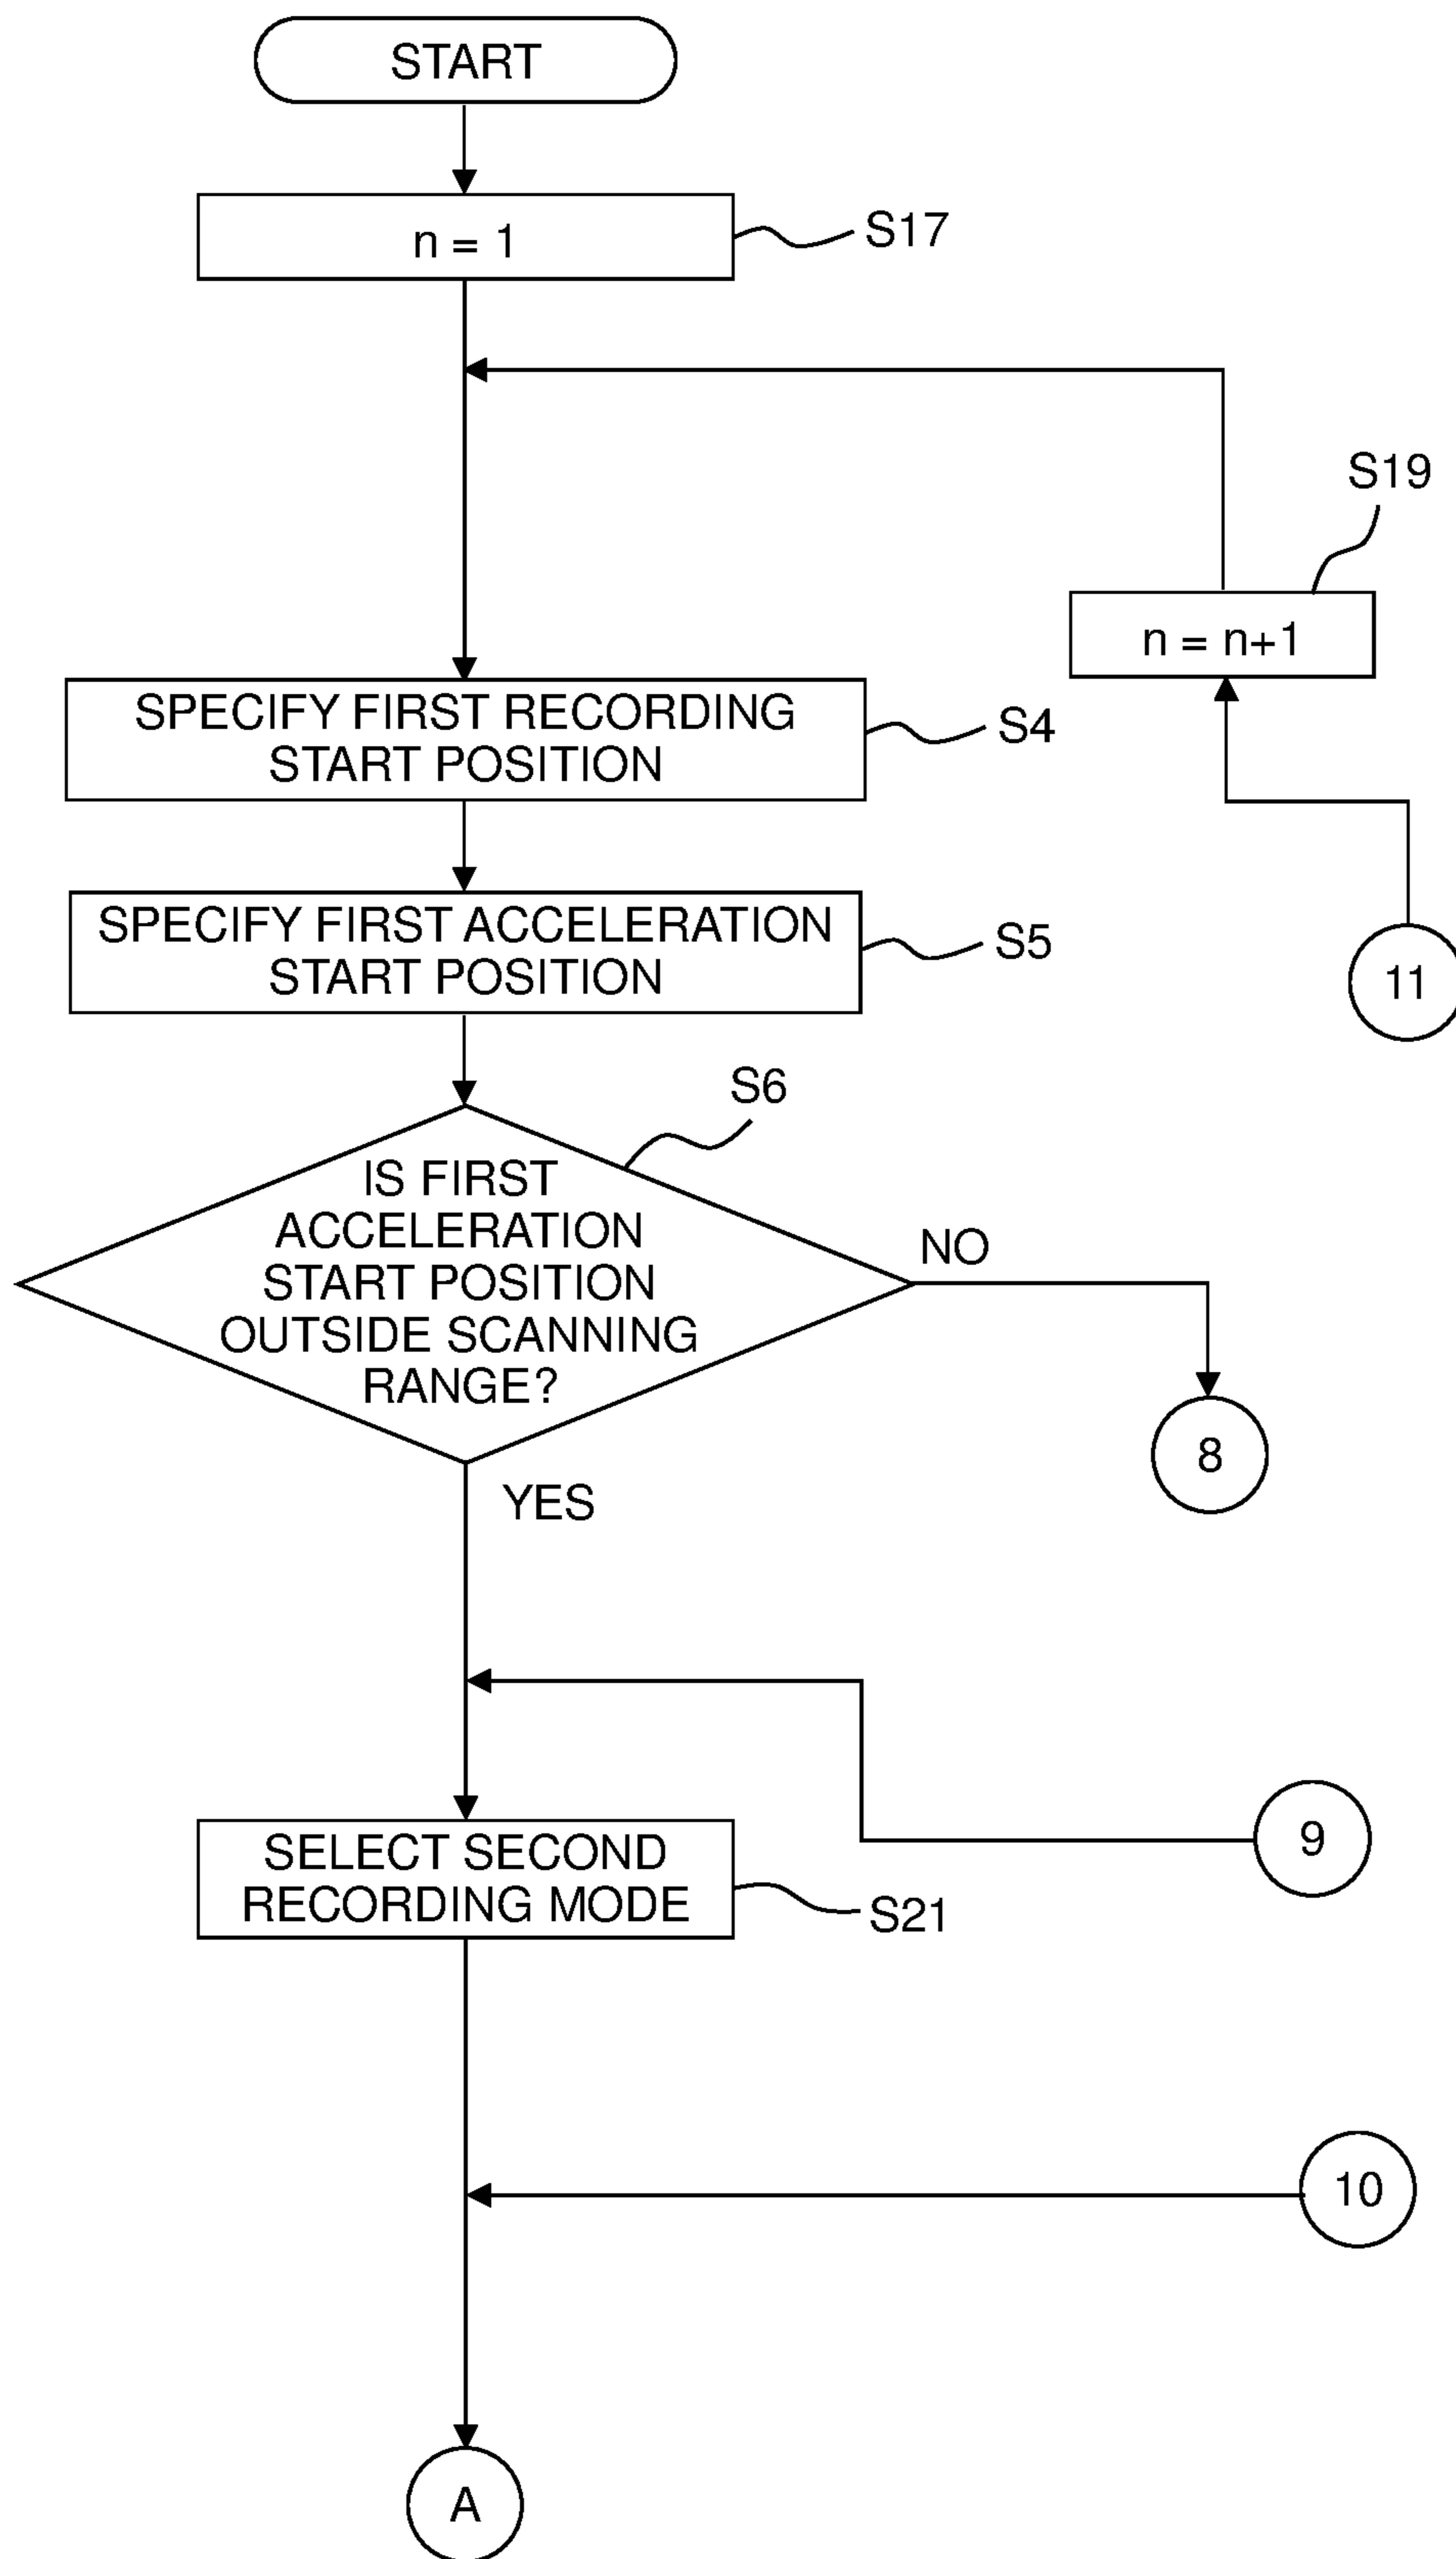 START
n = 1
S17
S19
n = n+1
SPECIFY FIRST RECORDING
START POSITION
S4
SPECIFY FIRST ACCELERATION
START POSITION
S5
11
S6
IS FIRST
ACCELERATION
START POSITION
OUTSIDE SCANNING
RANGE?
NO
8
YES
9
SELECT SECOND
RECORDING MODE
S21
10
A